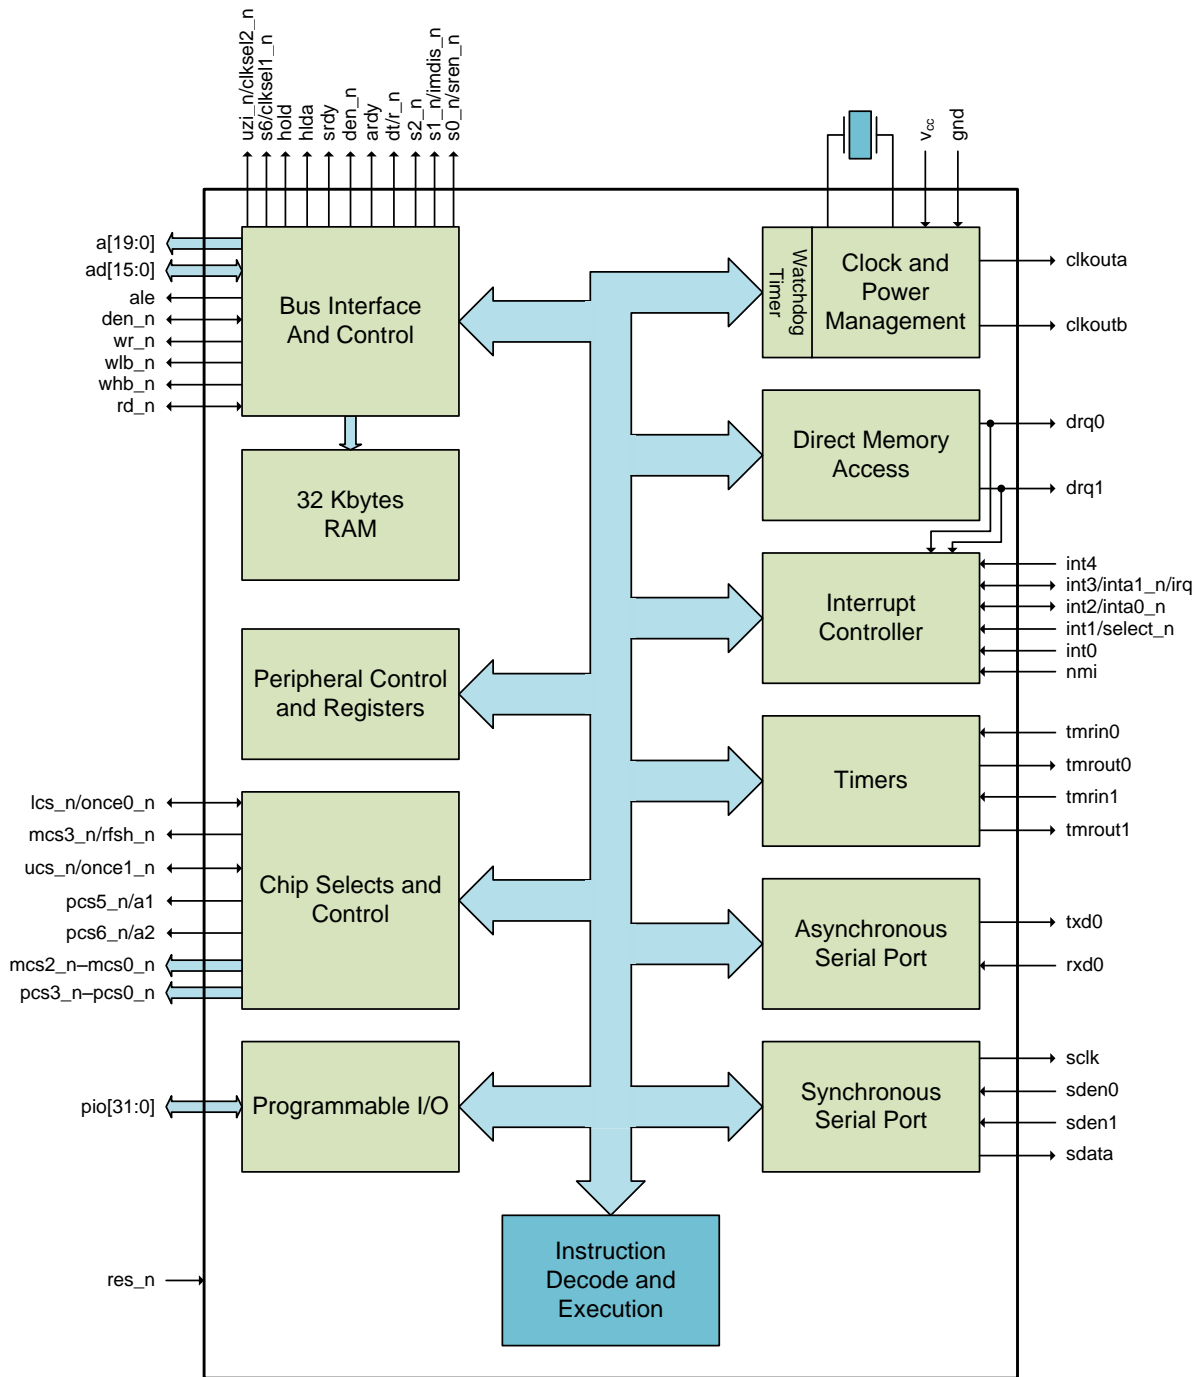 uzi_n/clksel2_n
s6/clksel1_n
hold
hlda
srdy
den_n
ardy
dt/r_n
s2_n
s1_n/imdis_n
s0_n/sren_n
vcc
gnd
a[19:0]
ad[15:0]
ale
den_n
wr_n
wlb_n
whb_n
rd_n
Bus Interface
And Control
Watchdog
Timer
Clock and
Power
Management
clkouta
clkoutb
32 Kbytes
RAM
Direct Memory
Access
drq0
drq1
Interrupt
Controller
int4
int3/inta1_n/irq
int2/inta0_n
int1/select_n
int0
nmi
Peripheral Control
and Registers
Timers
tmrin0
tmrout0
tmrin1
tmrout1
lcs_n/once0_n
mcs3_n/rfsh_n
ucs_n/once1_n
pcs5_n/a1
pcs6_n/a2
mcs2_n–mcs0_n
pcs3_n–pcs0_n
Chip Selects and
Control
Asynchronous
Serial Port
txd0
rxd0
pio[31:0]
Programmable I/O
Synchronous
Serial Port
sclk
sden0
sden1
sdata
Instruction
Decode and
Execution
res_n